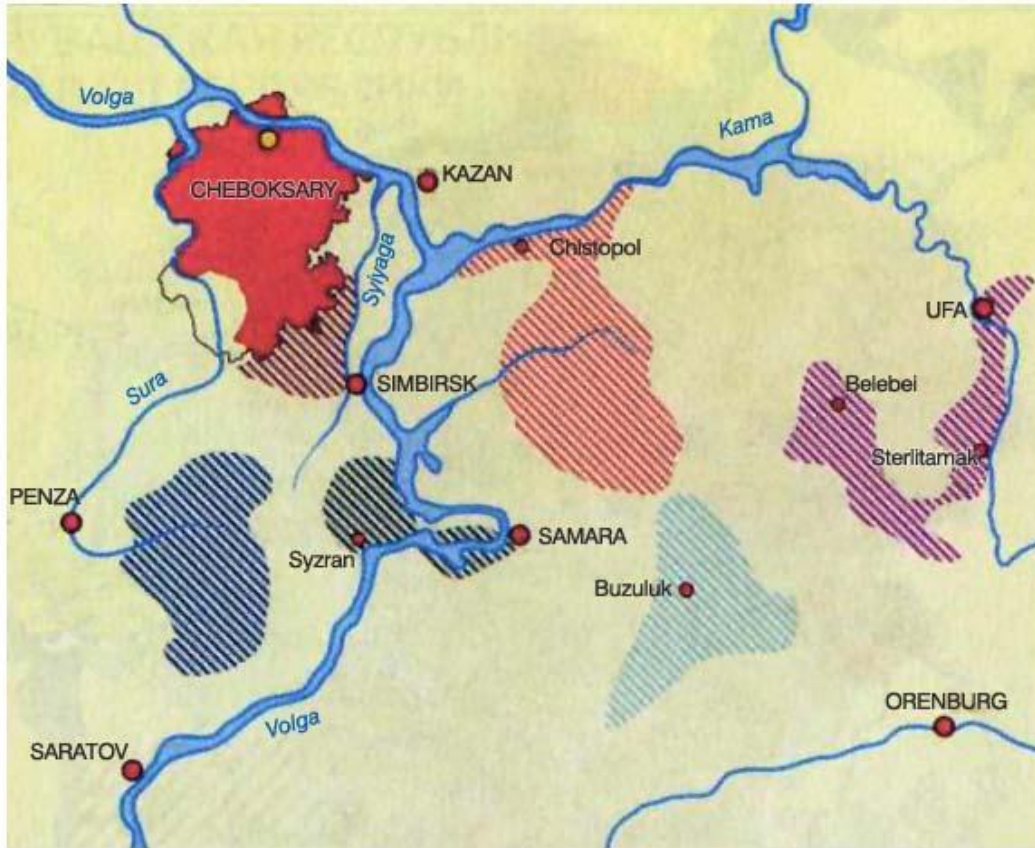 Volga
Kama
CHEBOKSARY
KAZAN
Syiyaga
Chistopol
UFA
Sura
SIMBIRSK
Belebei
Sterlitamak
PENZA
Syzran
SAMARA
Buzuluk
ORENBURG
Volga
SARATOV